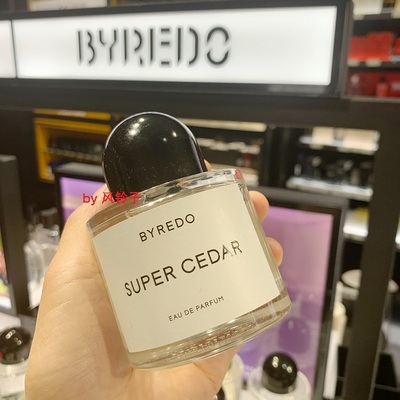 BYREDO
by 风铃子
BYREDO
SUPER CEDAR
EAU DE PARFUM